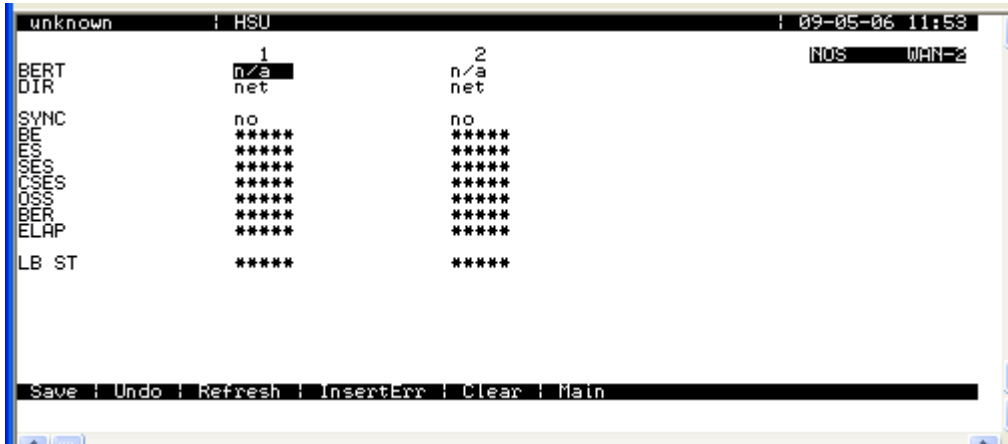 unknown ¦ HSU ¦ 09-05-06 11:53
1 2 NOS WAN-2
BERT n/a n/a
DIR net net
SYNC no no
BE ***** *****
ES ***** *****
SES ***** *****
CSES ***** *****
OSS ***** *****
BER ***** *****
ELAP ***** *****
LB ST ***** *****
Save ¦ Undo ¦ Refresh ¦ InsertErr ¦ Clear ¦ Main